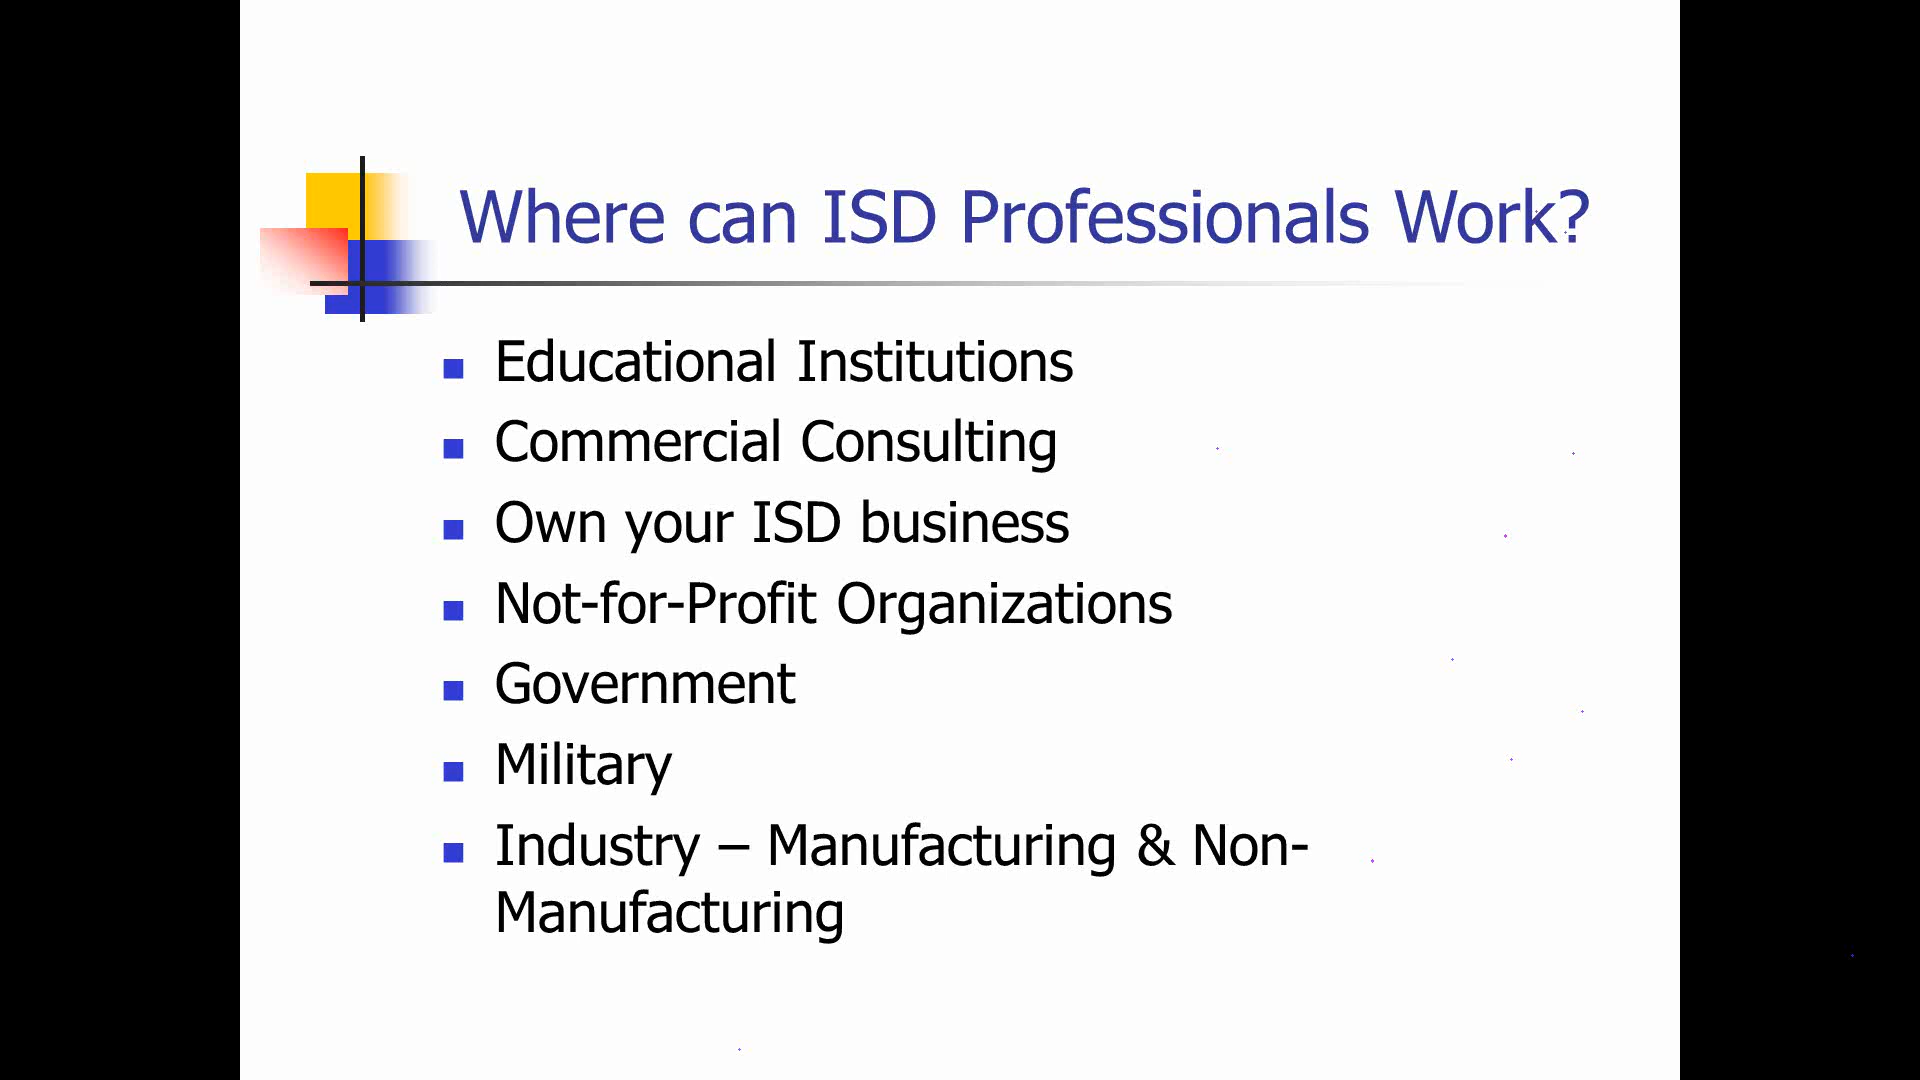 Where can ISD Professionals Work?
Educational Institutions
Commercial Consulting
Own your ISD business
Not-for-Profit Organizations
Government
Military
Industry – Manufacturing & Non-
Manufacturing